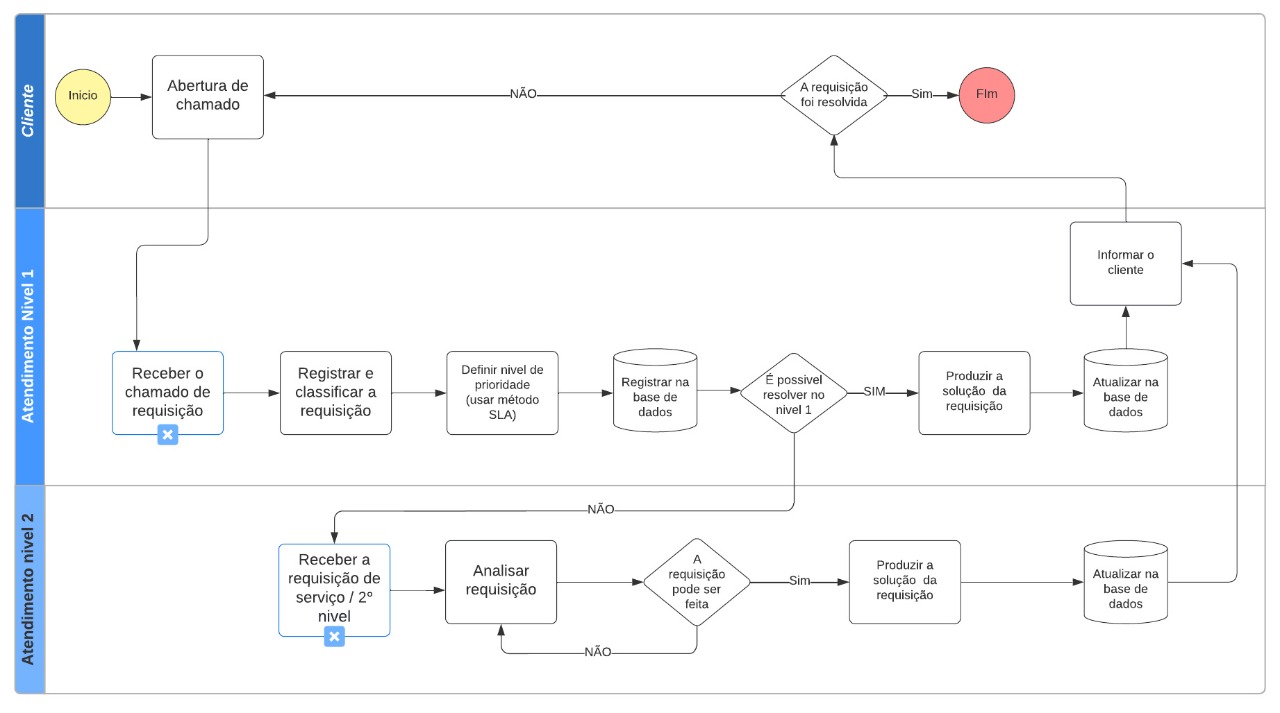 Cliente
Inicio
Abertura de
chamado
NÃO
A requisição
foi resolvida
Sim
FIm
Atendimento Nivel 1
Informar o
cliente
Receber o
chamado de
requisição
Registrar e
classificar a
requisição
Definir nivel de
prioridade
(usar método
SLA)
Registrar na
base de
dados
É possivel
resolver no
nivel 1
SIM
Produzir a
solução da
requisição
Atualizar na
base de
dados
Atendimento nivel 2
NÃO
Receber a
requisição de
serviço / 2º
nivel
Analisar
requisição
A
requisição
pode ser
feita
Sim
Produzir a
solução da
requisição
Atualizar na
base de
dados
NÃO